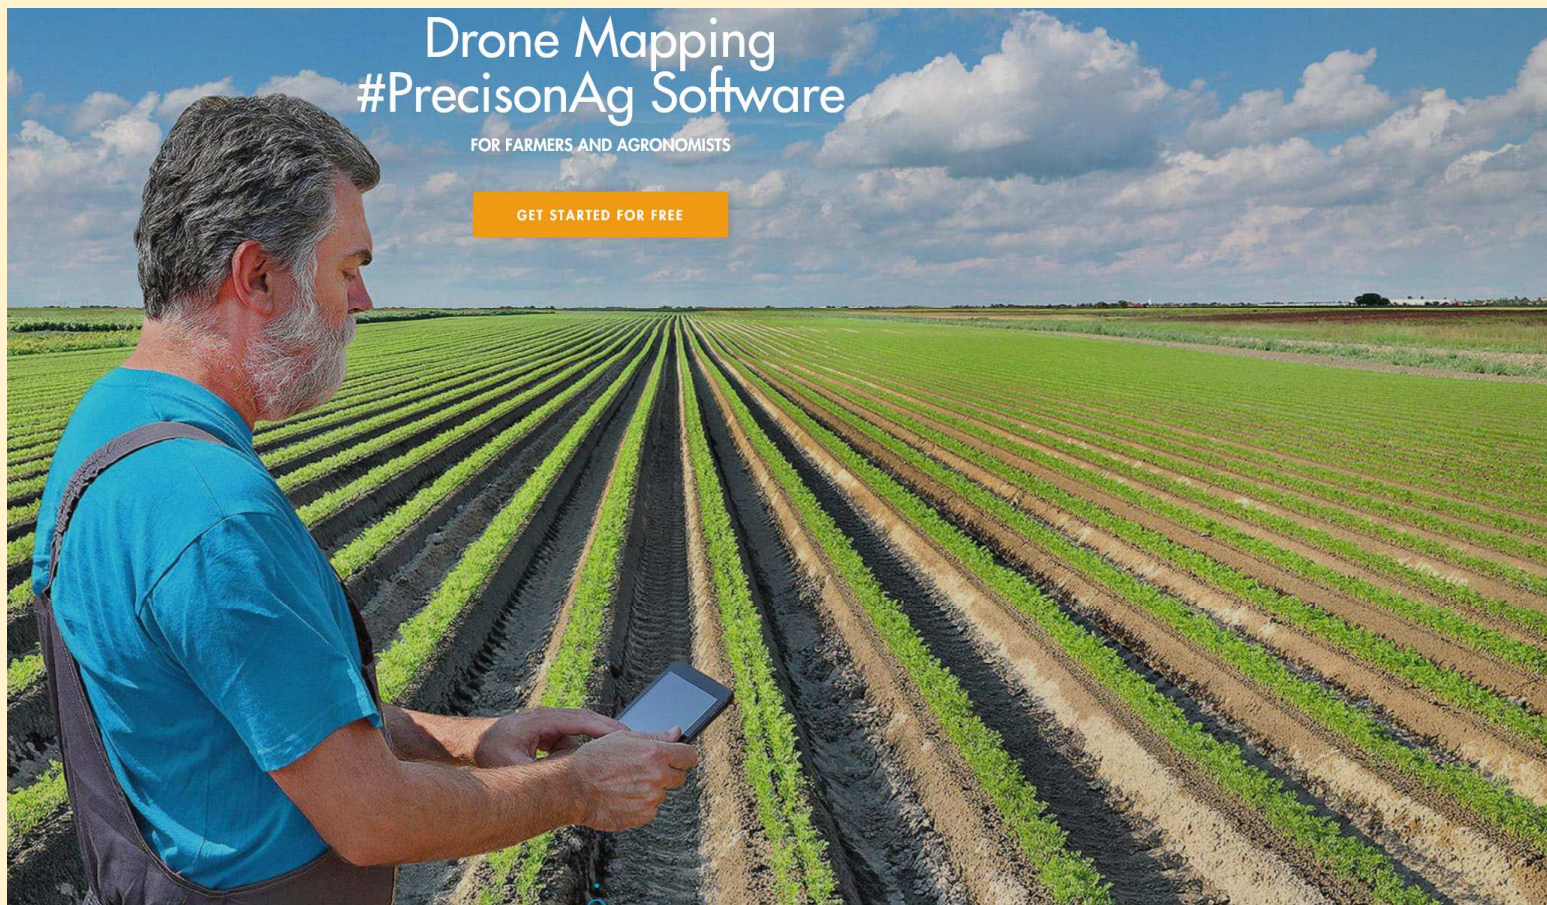 Drone Mapping
#PrecisonAg Software
FOR FARMERS AND AGRONOMISTS
GET STARTED FOR FREE